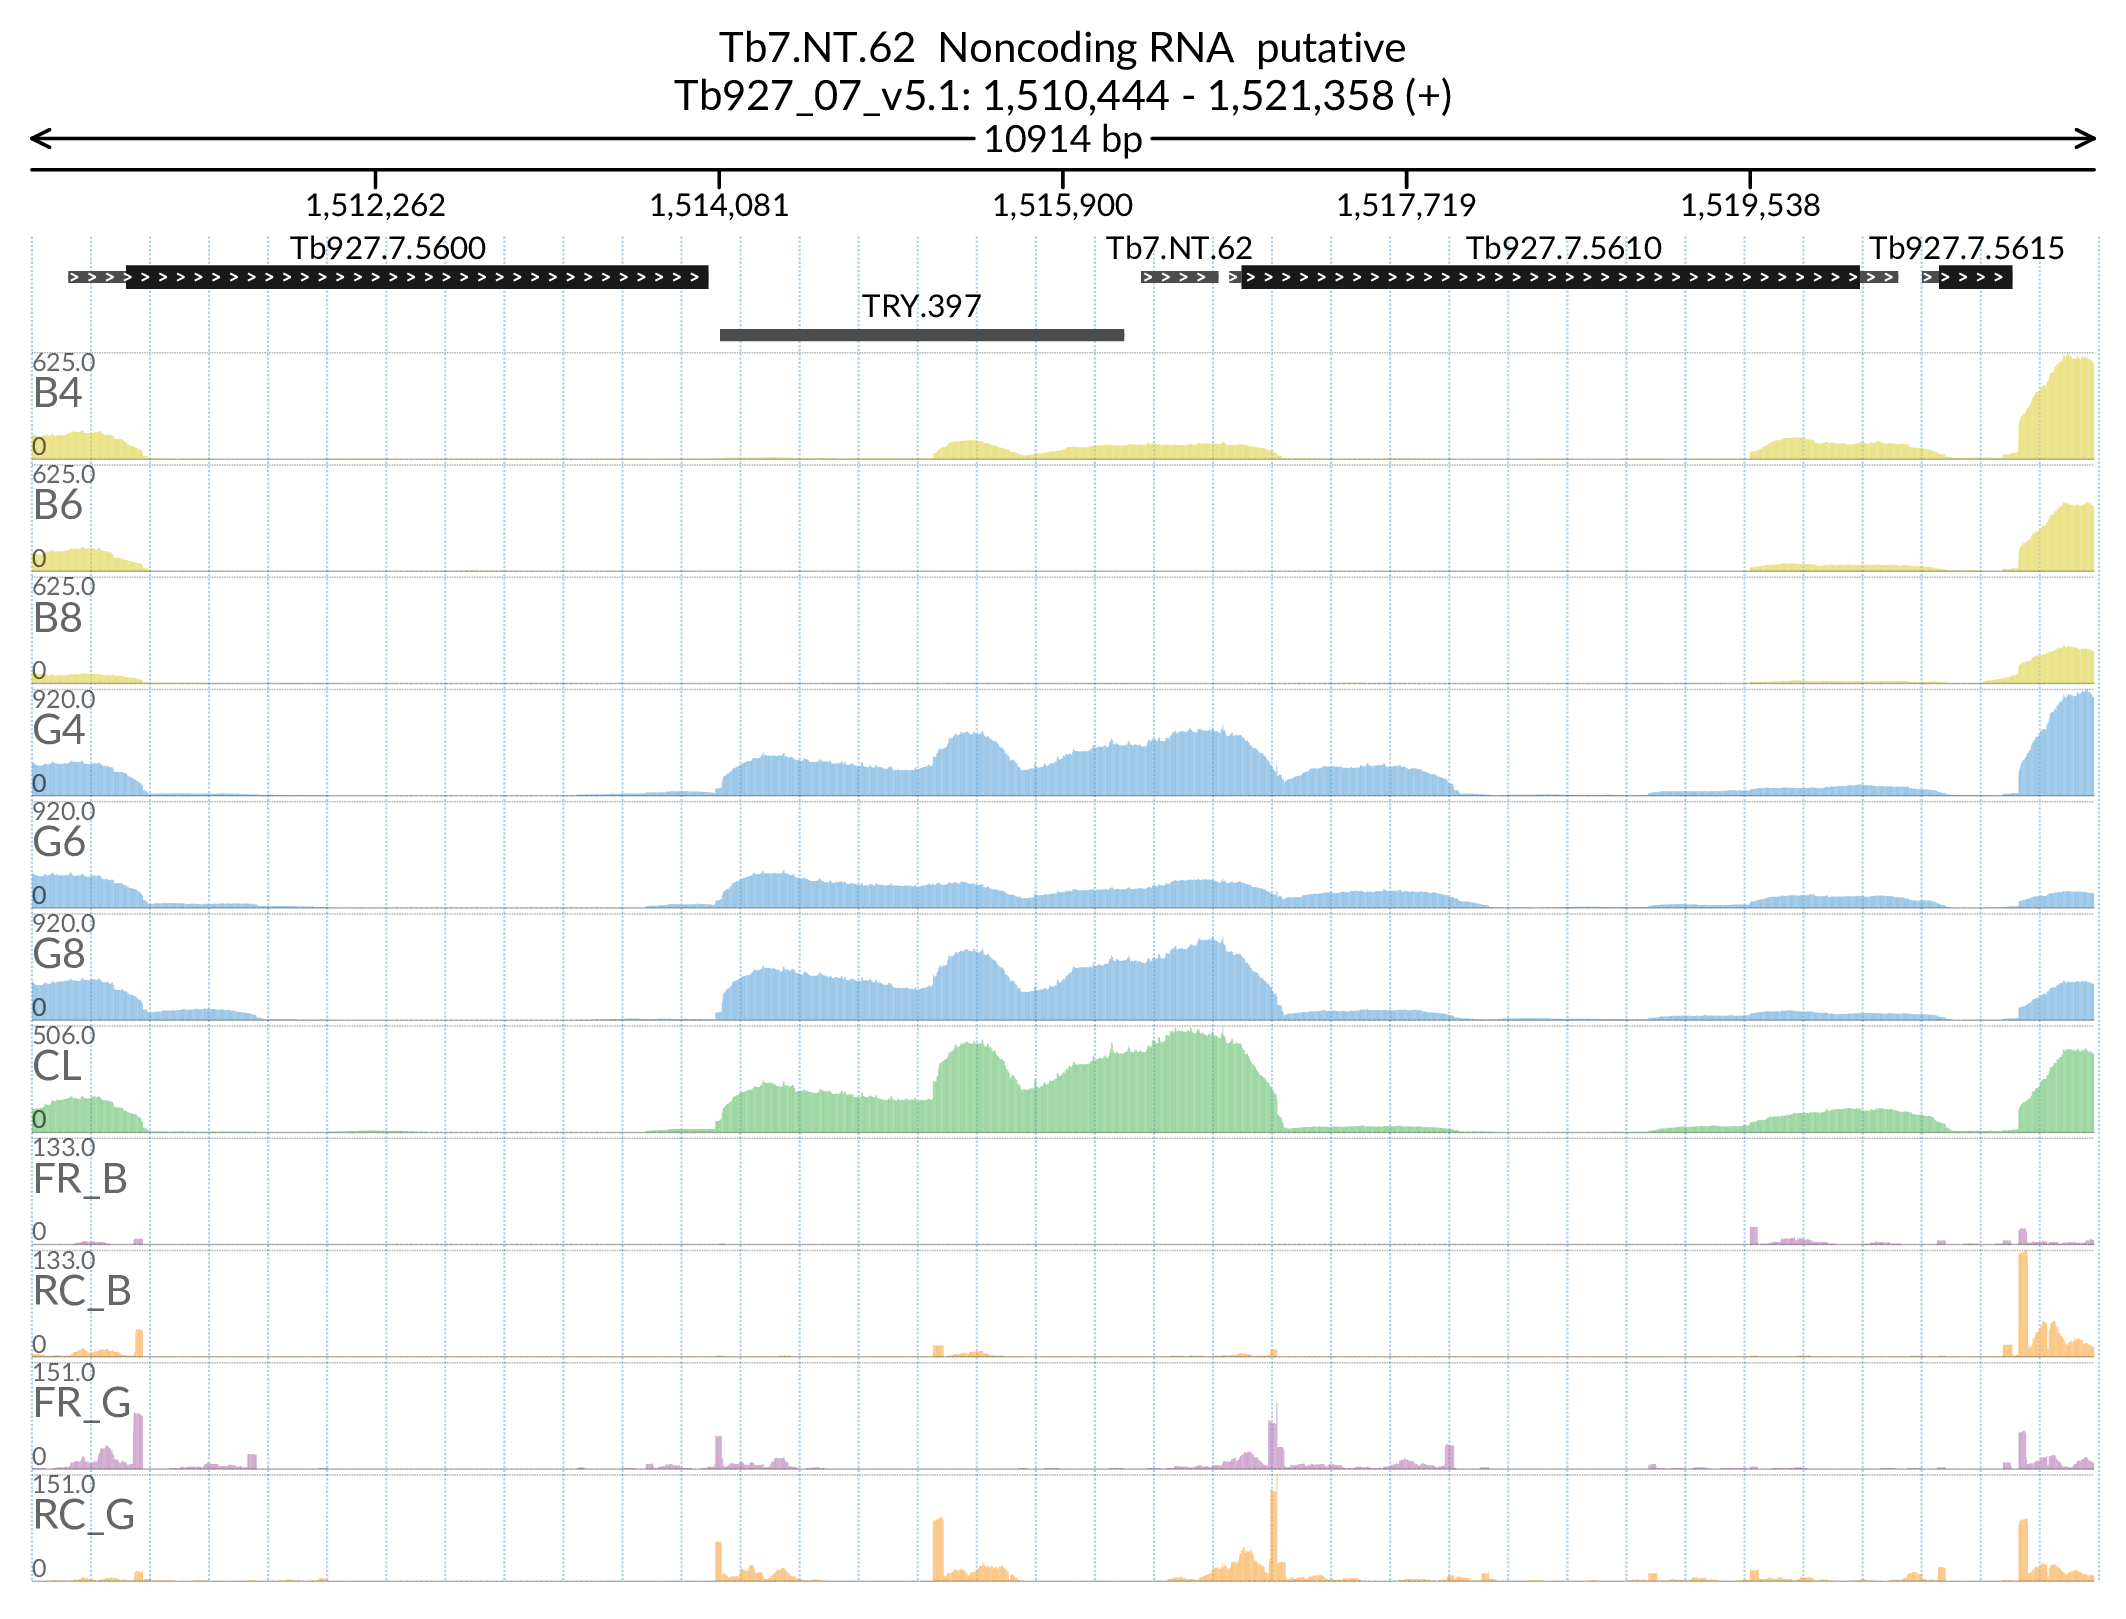 Tb7.NT.62 Noncoding RNA putative
Tb927_07_v5.1: 1,510,444 - 1,521,358 (+)
10914 bp
1,512,262 1,514,081 1,515,900 1,517,719 1,519,538
Tb927.7.5600 Tb7.NT.62 Tb927.7.5610 Tb927.7.5615
TRY.397
625.0
B4
0
625.0
B6
0
625.0
B8
0
920.0
G4
0
920.0
G6
0
920.0
G8
0
506.0
CL
0
133.0
FR_B
0
133.0
RC_B
0
151.0
FR_G
0
151.0
RC_G
0